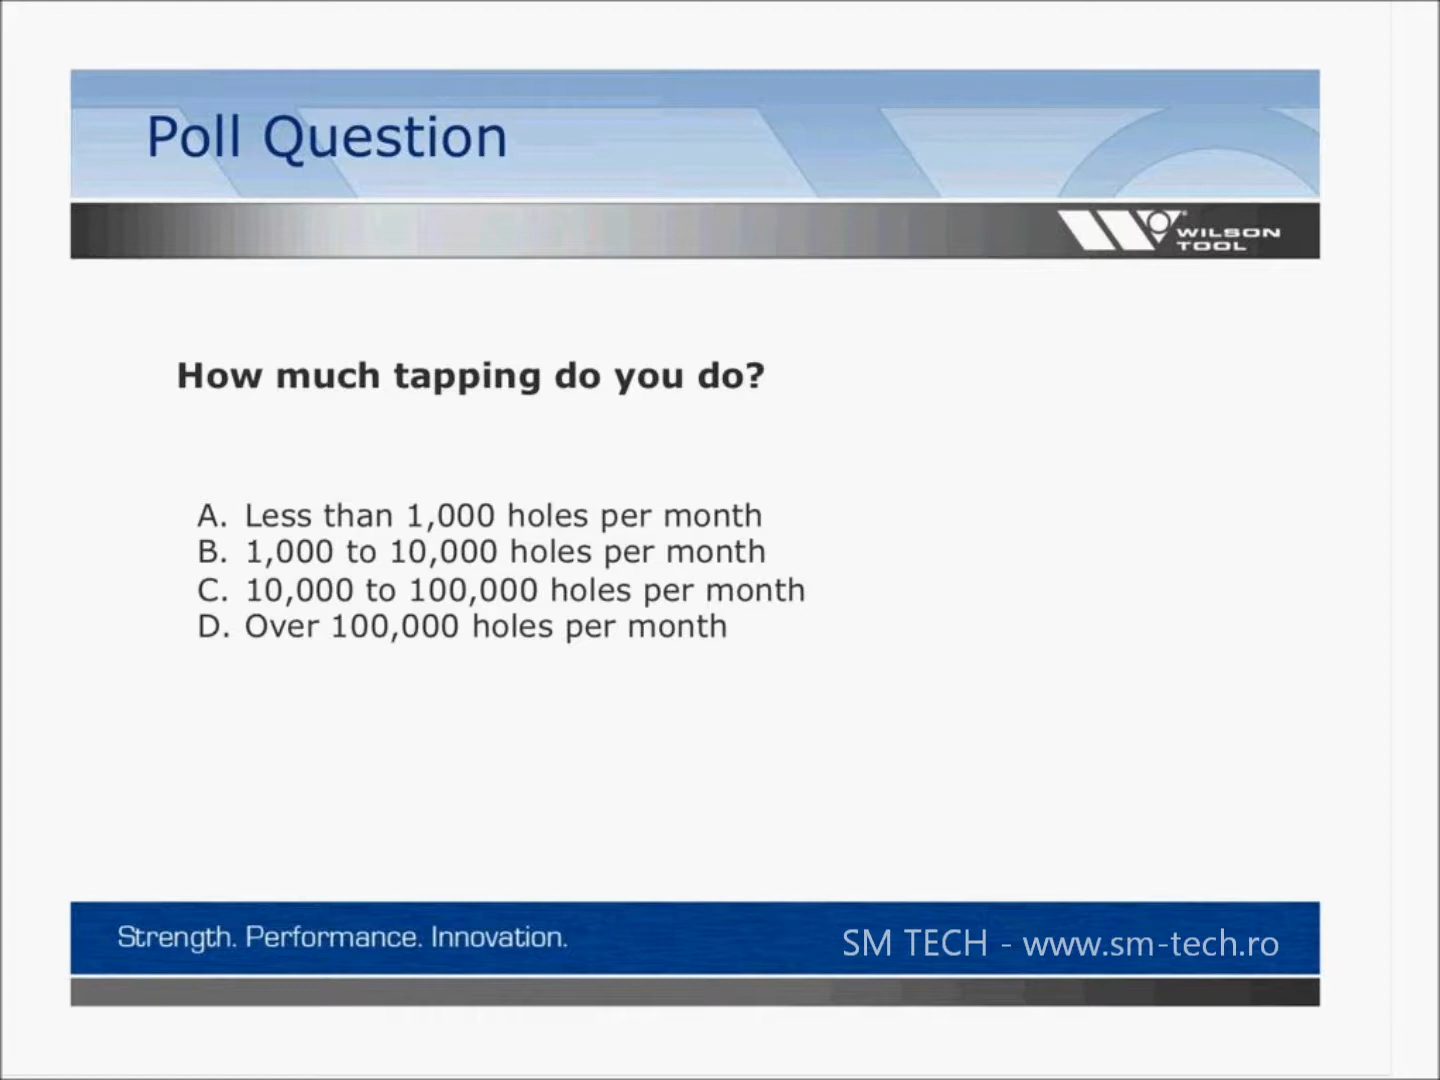 Poll Question
WILSON
TOOL
How much tapping do you do?
A. Less than 1,000 holes per month
B. 1,000 to 10,000 holes per month
C. 10,000 to 100,000 holes per month
D. Over 100,000 holes per month
Strength. Performance. Innovation.
SM TECH - www.sm-tech.ro